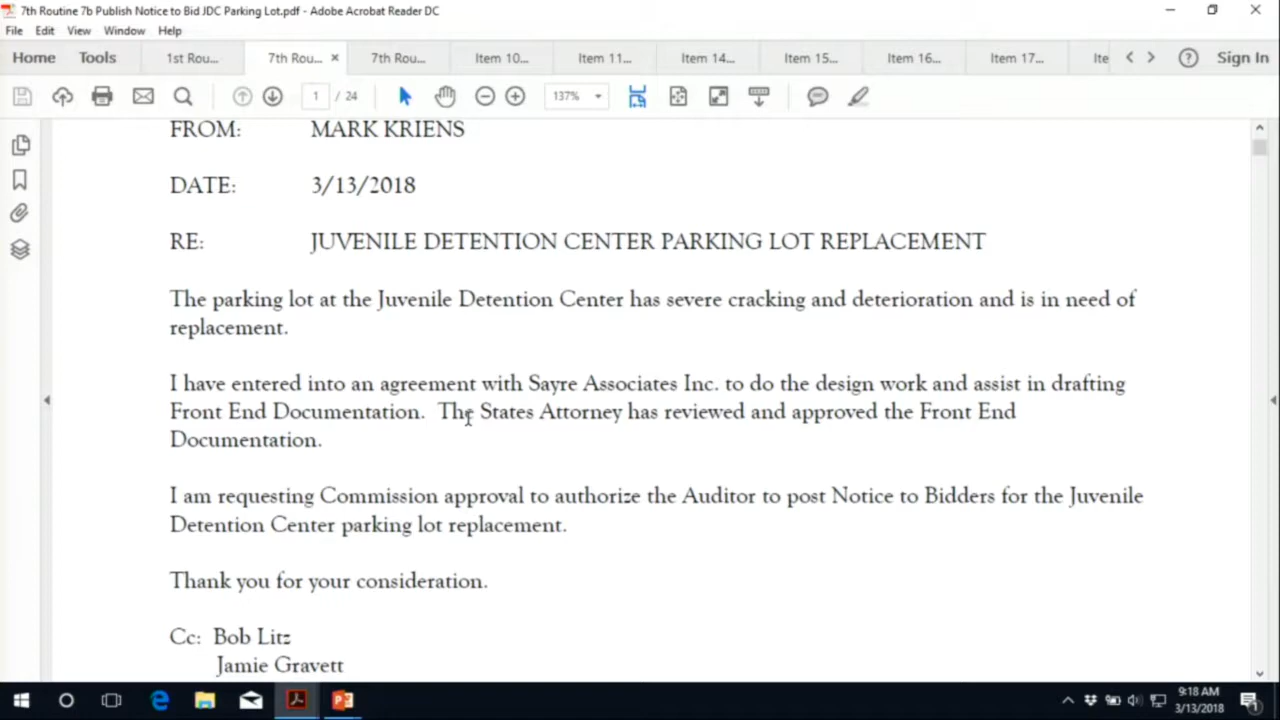 7th Routine 7b Publish Notice to Bid JDC Parking Lot.pdf - Adobe Acrobat Reader DC
File Edit View Window Help
Home Tools 1st Rou... 7th Rou... × 7th Rou... Item 10... Item 11... Item 14... Item 15... Item 16... Item 17... Ite Sign In
1 / 24 137%
FROM: MARK KRIENS
DATE: 3/13/2018
RE: JUVENILE DETENTION CENTER PARKING LOT REPLACEMENT
The parking lot at the Juvenile Detention Center has severe cracking and deterioration and is in need of
replacement.
I have entered into an agreement with Sayre Associates Inc. to do the design work and assist in drafting
Front End Documentation. The States Attorney has reviewed and approved the Front End
Documentation.
I am requesting Commission approval to authorize the Auditor to post Notice to Bidders for the Juvenile
Detention Center parking lot replacement.
Thank you for your consideration.
Cc: Bob Litz
Jamie Gravett
9:18 AM
3/13/2018